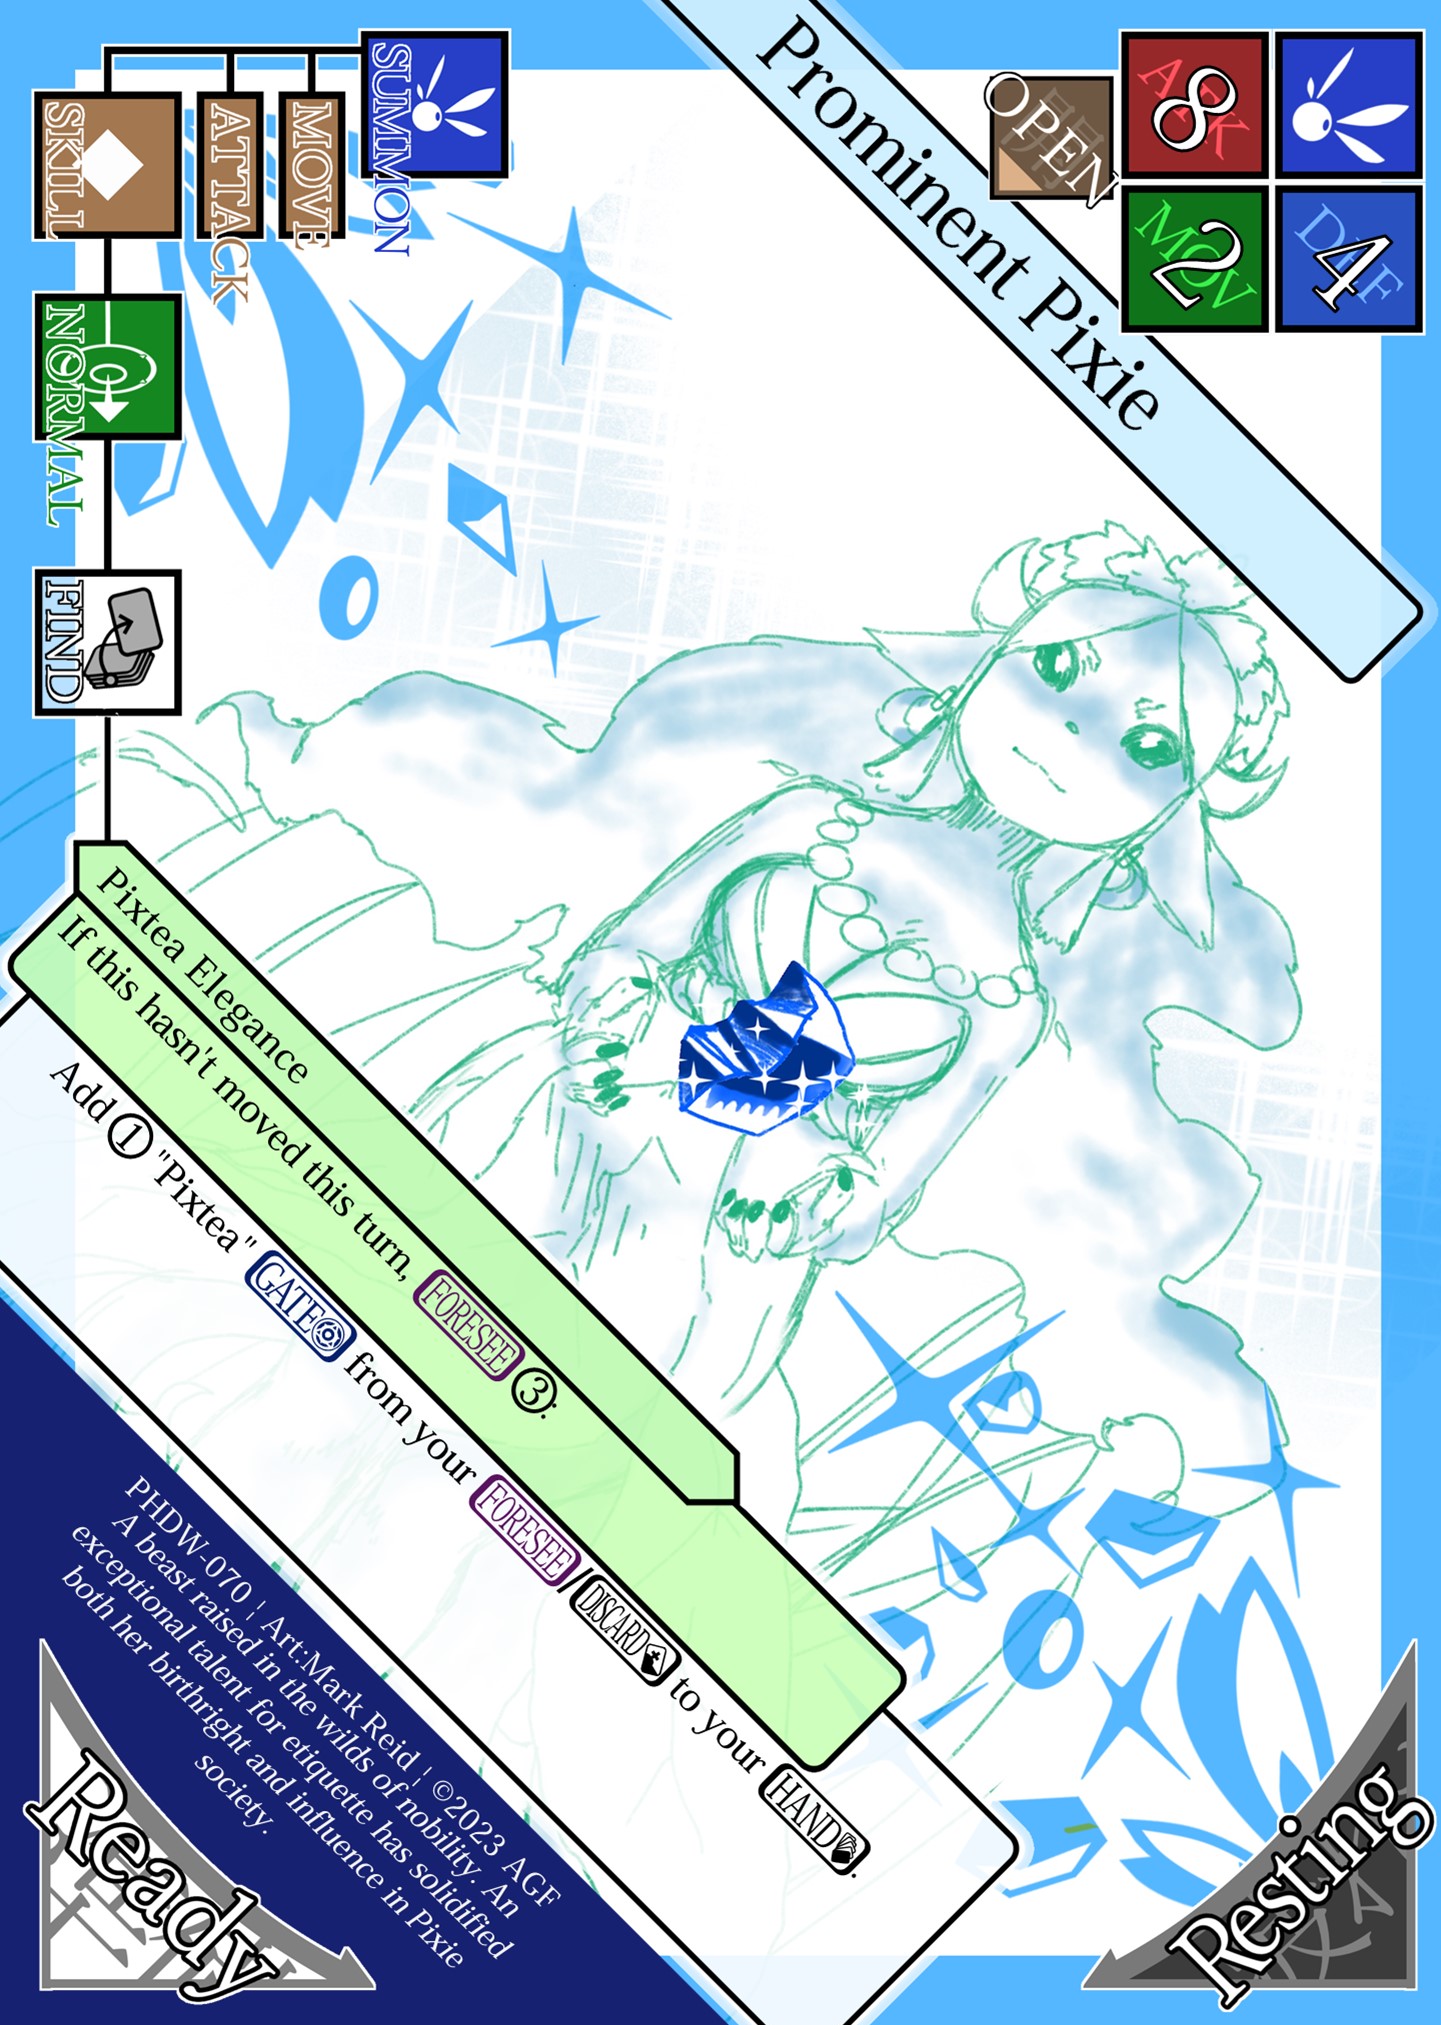 Prominent Pixie
ATK
8
MOV
2
DEF
4
OPEN
SUMMON
MOVE
ATTACK
SKILL
NORMAL
FIND
Pixtea Elegance
If this hasn't moved this turn, FORESEE ③:
Add ① "Pixtea" GATE from your FORESEE/DISCARD to your HAND.
PHDW-070 ¦ Art:Mark Reid ¦ ©2023 AGF
A beast raised in the wilds of nobility. An
exceptional talent for etiquette has solidified
both her birthright and influence in Pixie
society.
Ready
Resting